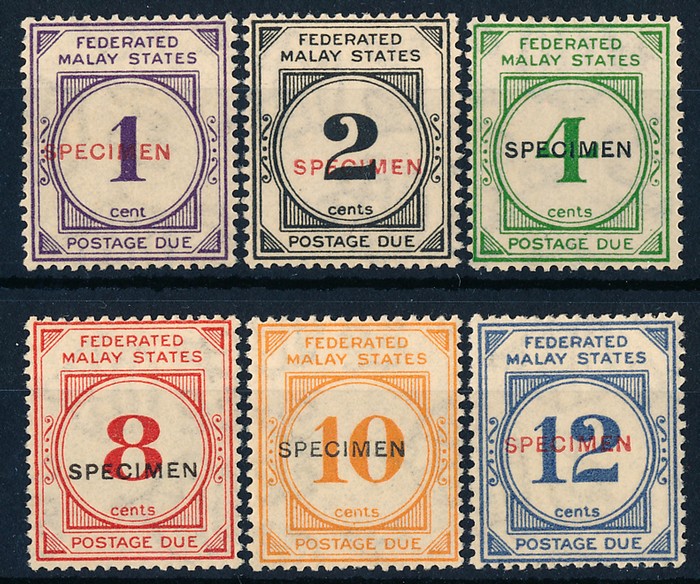 FEDERATED
MALAY STATES
1
SPECIMEN
cent
POSTAGE DUE
FEDERATED
MALAY STATES
2
SPECIMEN
cents
POSTAGE DUE
FEDERATED
MALAY STATES
4
SPECIMEN
cents
POSTAGE DUE
FEDERATED
MALAY STATES
8
SPECIMEN
cents
POSTAGE DUE
FEDERATED
MALAY STATES
10
SPECIMEN
cents
POSTAGE DUE
FEDERATED
MALAY STATES
12
SPECIMEN
cents
POSTAGE DUE